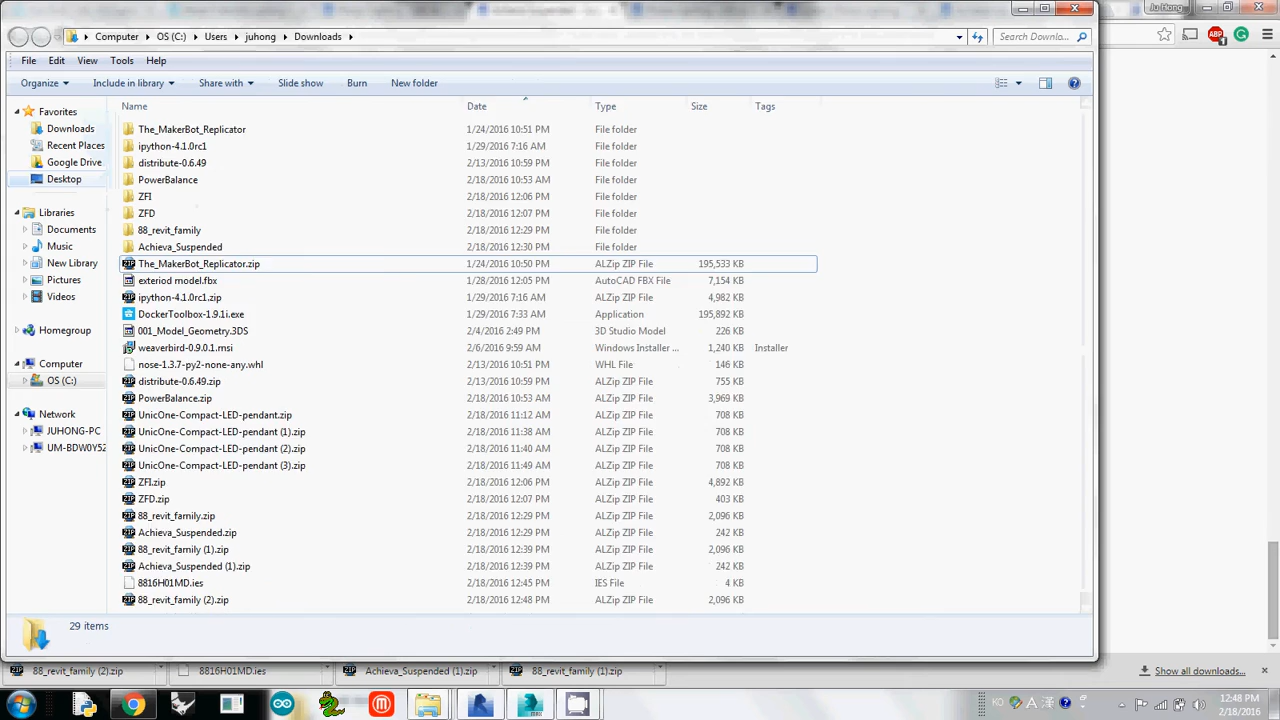 Ju Hong
Computer ▸ OS (C:) ▸ Users ▸ juhong ▸ Downloads ▸ Search Downlo...
File Edit View Tools Help
Organize Include in library Share with Slide show Burn New folder
Name Date Type Size Tags
Favorites
Downloads
Recent Places
Google Drive
Desktop
Libraries
Documents
Music
New Library
Pictures
Videos
Homegroup
Computer
OS (C:)
Network
JUHONG-PC
UM-BDW0Y52
The_MakerBot_Replicator 1/24/2016 10:51 PM File folder
ipython-4.1.0rc1 1/29/2016 7:16 AM File folder
distribute-0.6.49 2/13/2016 10:59 PM File folder
PowerBalance 2/18/2016 10:53 AM File folder
ZFI 2/18/2016 12:06 PM File folder
ZFD 2/18/2016 12:07 PM File folder
88_revit_family 2/18/2016 12:29 PM File folder
Achieva_Suspended 2/18/2016 12:30 PM File folder
The_MakerBot_Replicator.zip 1/24/2016 10:50 PM ALZip ZIP File 195,533 KB
exteriod model.fbx 1/28/2016 12:05 PM AutoCAD FBX File 7,154 KB
ipython-4.1.0rc1.zip 1/29/2016 7:16 AM ALZip ZIP File 4,982 KB
DockerToolbox-1.9.1i.exe 1/29/2016 7:33 AM Application 195,892 KB
001_Model_Geometry.3DS 2/4/2016 2:49 PM 3D Studio Model 226 KB
weaverbird-0.9.0.1.msi 2/6/2016 9:59 AM Windows Installer ... 1,240 KB Installer
nose-1.3.7-py2-none-any.whl 2/13/2016 10:51 PM WHL File 146 KB
distribute-0.6.49.zip 2/13/2016 10:59 PM ALZip ZIP File 755 KB
PowerBalance.zip 2/18/2016 10:53 AM ALZip ZIP File 3,969 KB
UnicOne-Compact-LED-pendant.zip 2/18/2016 11:12 AM ALZip ZIP File 708 KB
UnicOne-Compact-LED-pendant (1).zip 2/18/2016 11:38 AM ALZip ZIP File 708 KB
UnicOne-Compact-LED-pendant (2).zip 2/18/2016 11:40 AM ALZip ZIP File 708 KB
UnicOne-Compact-LED-pendant (3).zip 2/18/2016 11:49 AM ALZip ZIP File 708 KB
ZFI.zip 2/18/2016 12:06 PM ALZip ZIP File 4,892 KB
ZFD.zip 2/18/2016 12:07 PM ALZip ZIP File 403 KB
88_revit_family.zip 2/18/2016 12:29 PM ALZip ZIP File 2,096 KB
Achieva_Suspended.zip 2/18/2016 12:29 PM ALZip ZIP File 242 KB
88_revit_family (1).zip 2/18/2016 12:39 PM ALZip ZIP File 2,096 KB
Achieva_Suspended (1).zip 2/18/2016 12:39 PM ALZip ZIP File 242 KB
8816H01MD.ies 2/18/2016 12:45 PM IES File 4 KB
88_revit_family (2).zip 2/18/2016 12:48 PM ALZip ZIP File 2,096 KB
29 items
88_revit_family (2).zip 8816H01MD.ies Achieva_Suspended (1).zip 88_revit_family (1).zip Show all downloads...
KO A 漢 12:48 PM
2/18/2016